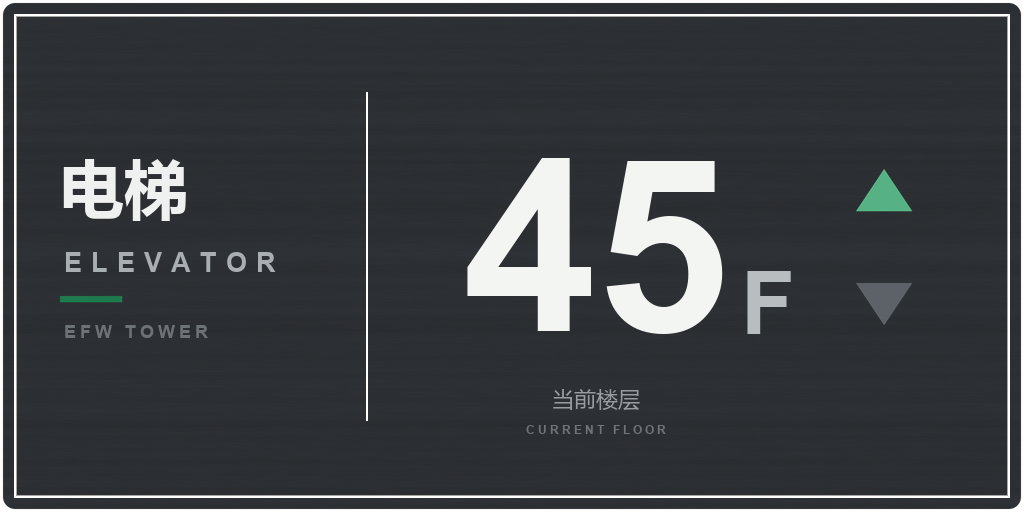 电梯
ELEVATOR
EFW TOWER
45F
当前楼层
CURRENT FLOOR